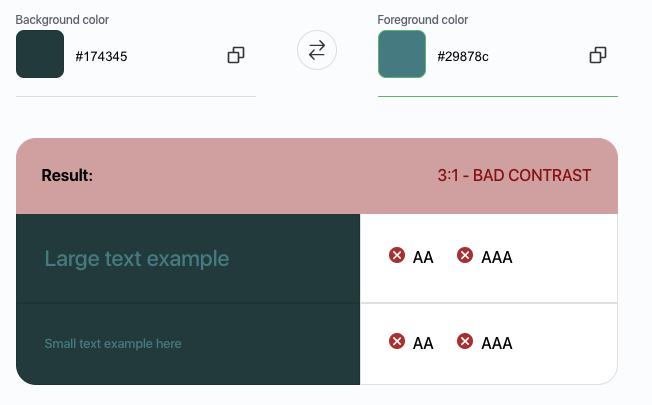 Background color
Foreground color
#174345
#29878c
Result:
3:1 - BAD CONTRAST
Large text example
AA
AAA
Small text example here
AA
AAA